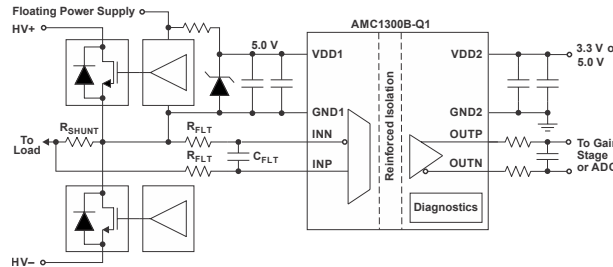 Floating Power Supply
HV+
AMC1300B-Q1
5.0 V
VDD1
VDD2
3.3 V or
5.0 V
GND1
GND2
Reinforced Isolation
To
Load
RSHUNT
RFLT
INN
OUTP
To Gain
Stage
or ADC
RFLT
CFLT
INP
OUTN
Diagnostics
HV–